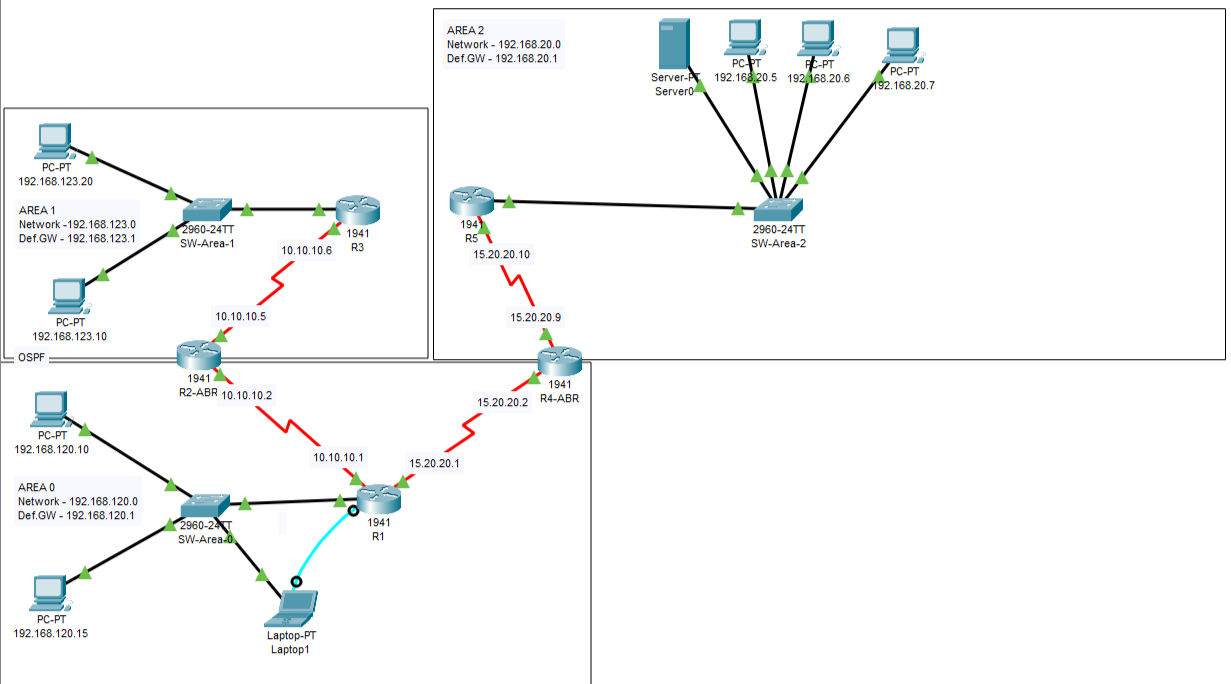 AREA 2
Network - 192.168.20.0
Def.GW - 192.168.20.1
Server-PT
Server0
PC-PT
192.168.20.5
PC-PT
192.168.20.6
PC-PT
192.168.20.7
2960-24TT
SW-Area-2
1941
R5
15.20.20.10
15.20.20.9
1941
R4-ABR
15.20.20.2
15.20.20.1
PC-PT
192.168.123.20
AREA 1
Network -192.168.123.0
Def.GW - 192.168.123.1
2960-24TT
SW-Area-1
1941
R3
10.10.10.6
PC-PT
192.168.123.10
10.10.10.5
OSPF
1941
R2-ABR
10.10.10.2
10.10.10.1
PC-PT
192.168.120.10
AREA 0
Network - 192.168.120.0
Def.GW - 192.168.120.1
2960-24TT
SW-Area-0
1941
R1
PC-PT
192.168.120.15
Laptop-PT
Laptop1